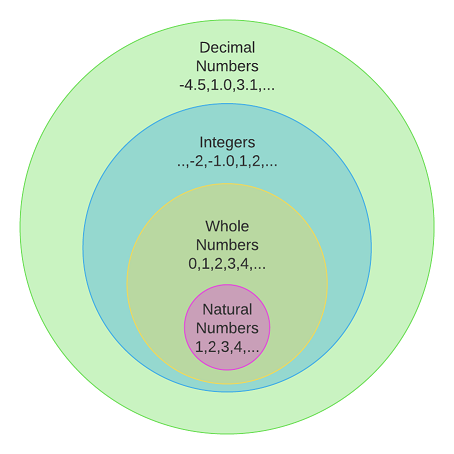 Decimal
Numbers
-4.5,1.0,3.1,...
Integers
..,-2,-1.0,1,2,...
Whole
Numbers
0,1,2,3,4,...
Natural
Numbers
1,2,3,4,...